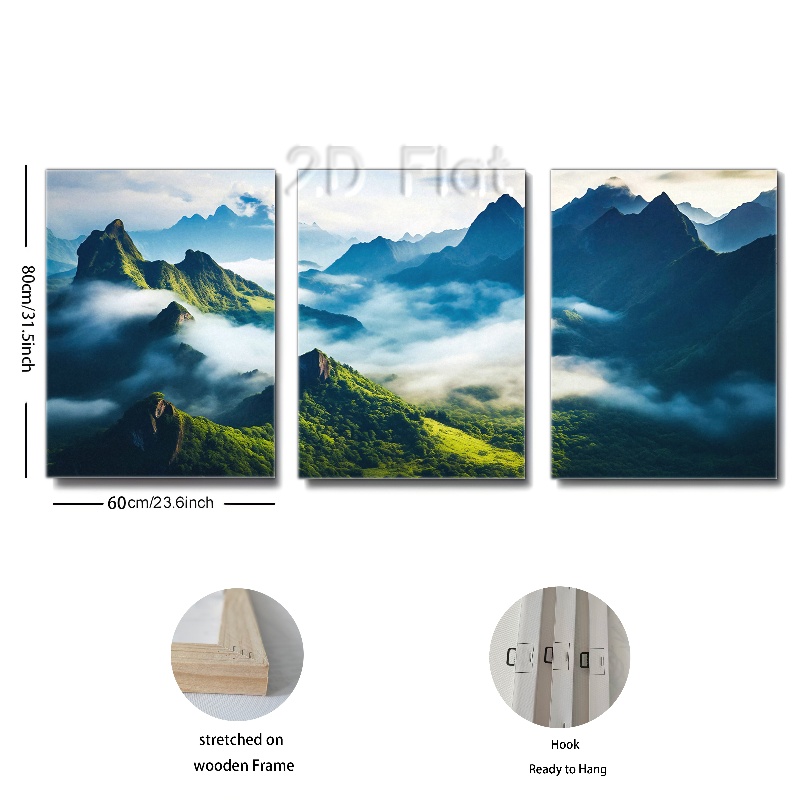 2D Flat
80cm/31.5inch
60cm/23.6inch
stretched on
wooden Frame
Hook
Ready to Hang